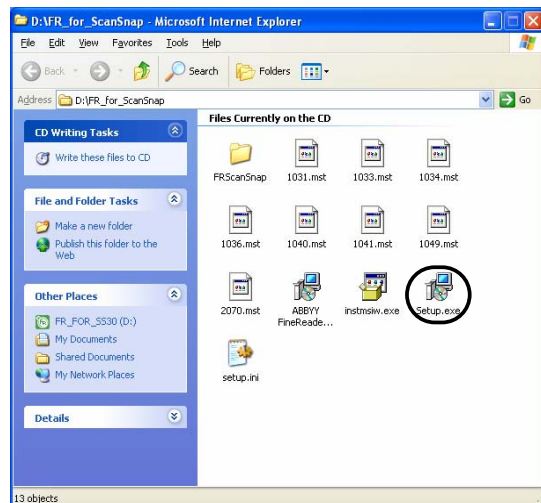 D:\FR_for_ScanSnap - Microsoft Internet Explorer
File Edit View Favorites Tools Help
Back Search Folders
Address D:\FR_for_ScanSnap Go
Files Currently on the CD
CD Writing Tasks
Write these files to CD
File and Folder Tasks
Make a new folder
Publish this folder to the
Web
Other Places
FR_FOR_S530 (D:)
My Documents
Shared Documents
My Network Places
Details
FRScanSnap 1031.mst 1033.mst 1034.mst
1036.mst 1040.mst 1041.mst 1049.mst
2070.mst ABBYY FineReade... instmsiw.exe Setup.exe
setup.ini
13 objects